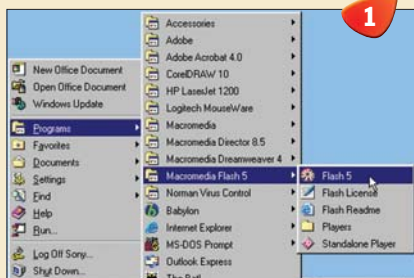 1
New Office Document
Open Office Document
Windows Update
Programs
Favorites
Documents
Settings
Find
Help
Run...
Log Off Sony...
Shut Down...
Accessories
Adobe
Adobe Acrobat 4.0
CorelDRAW 10
HP LaserJet 1200
Logitech MouseWare
Macromedia
Macromedia Director 8.5
Macromedia Dreamweaver 4
Macromedia Flash 5
Norman Virus Control
Babylon
Internet Explorer
MS-DOS Prompt
Outlook Express
The Bat!
Flash 5
Flash License
Flash Readme
Players
Standalone Player